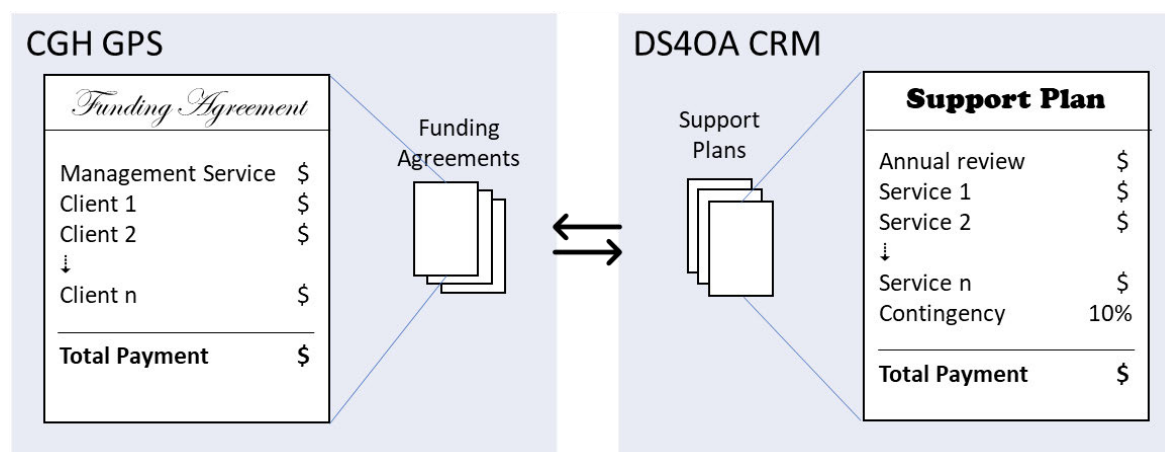 CGH GPS
Funding Agreement
Management Service $
Client 1 $
Client 2 $
⇣
Client n $
Total Payment $
Funding
Agreements
DS4OA CRM
Support
Plans
Support Plan
Annual review $
Service 1 $
Service 2 $
⇣
Service n $
Contingency 10%
Total Payment $